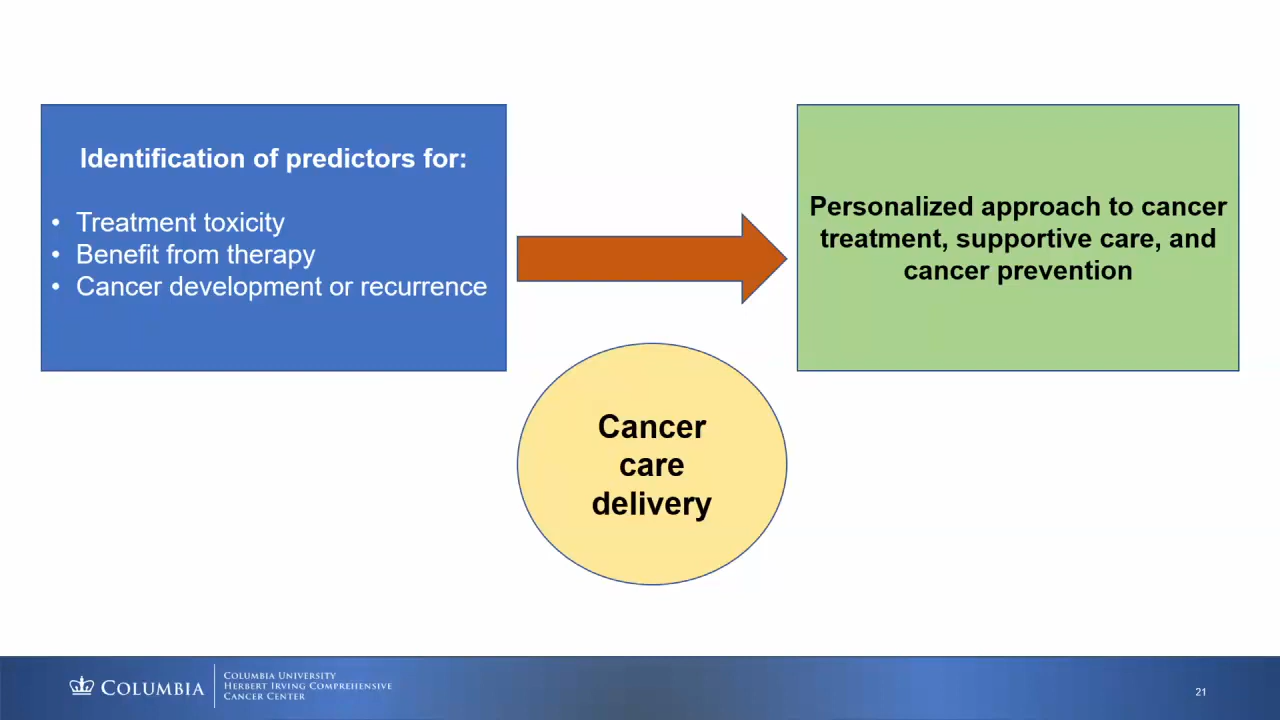 Identification of predictors for:
• Treatment toxicity
• Benefit from therapy
• Cancer development or recurrence
Personalized approach to cancer
treatment, supportive care, and
cancer prevention
Cancer
care
delivery
COLUMBIA
COLUMBIA UNIVERSITY
HERBERT IRVING COMPREHENSIVE
CANCER CENTER
21